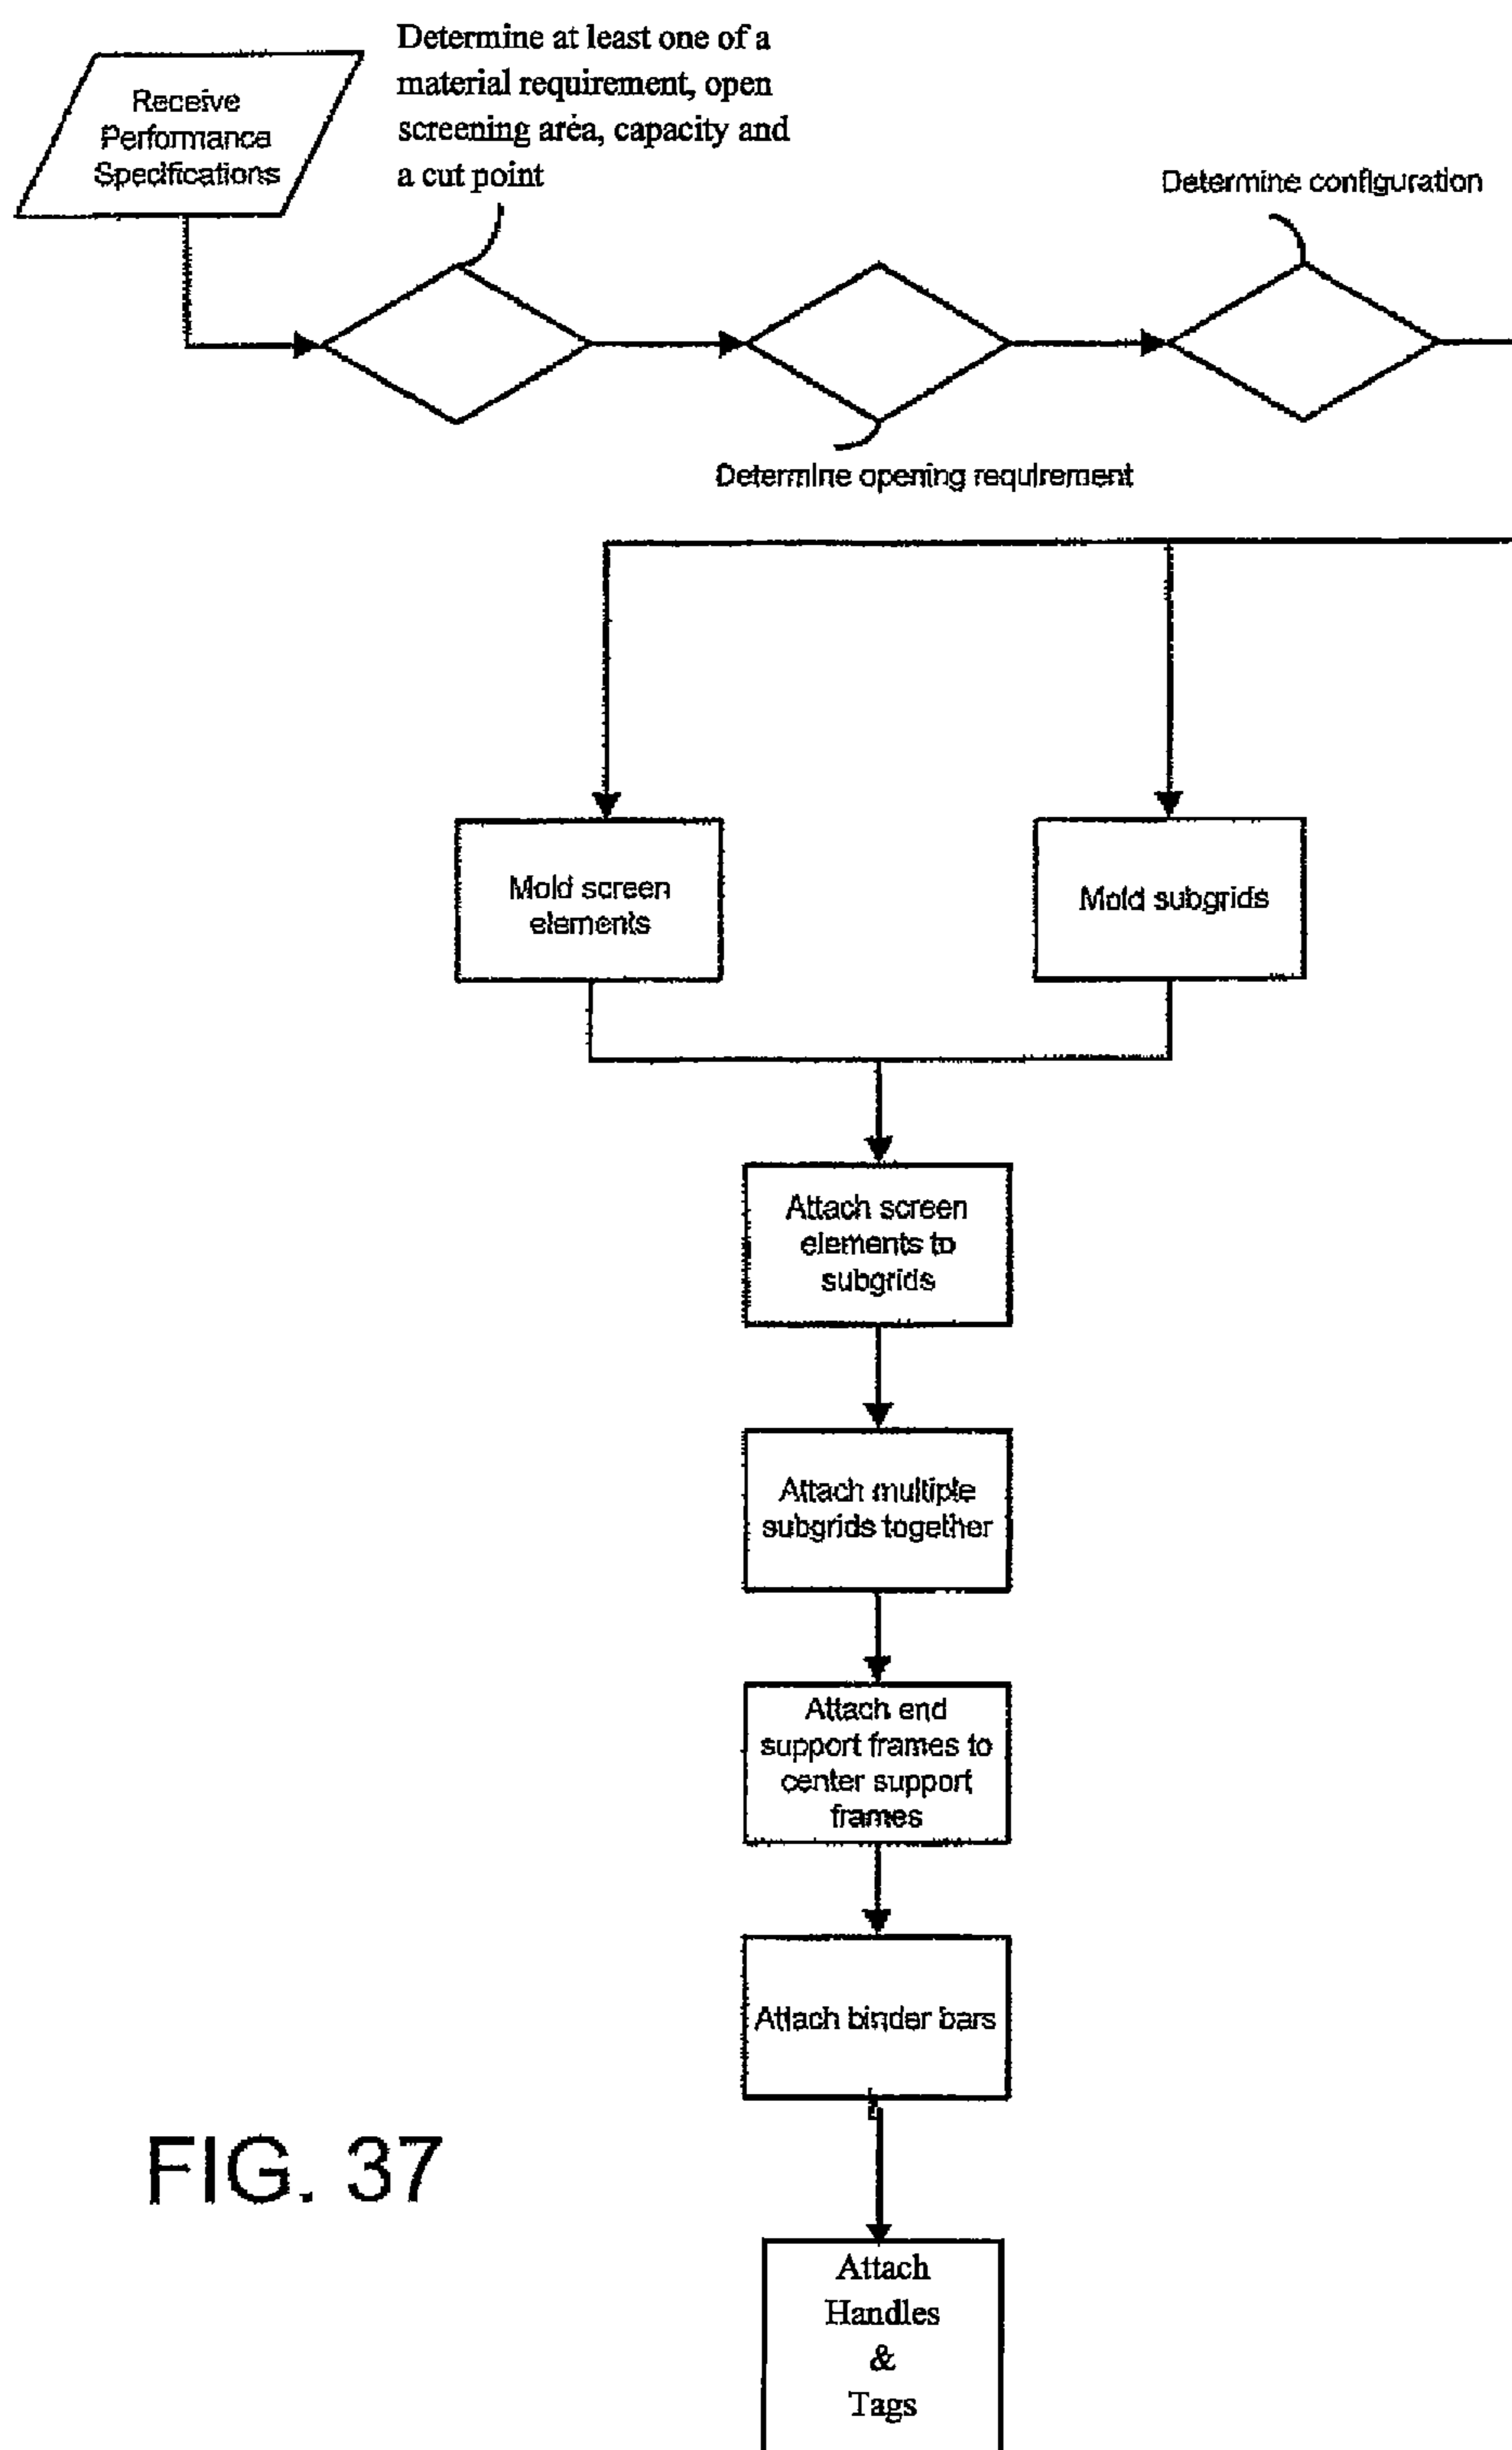 Receive
Performance
Specifications
Determine at least one of a
material requirement, open
screening area, capacity and
a cut point
Determine configuration
Determine opening requirement
Mold screen
elements
Mold subgrids
Attach screen
elements to
subgrids
Attach multiple
subgrids together
Attach end
support frames to
center support
frames
Attach binder bars
FIG. 37
Attach
Handles
&
Tags